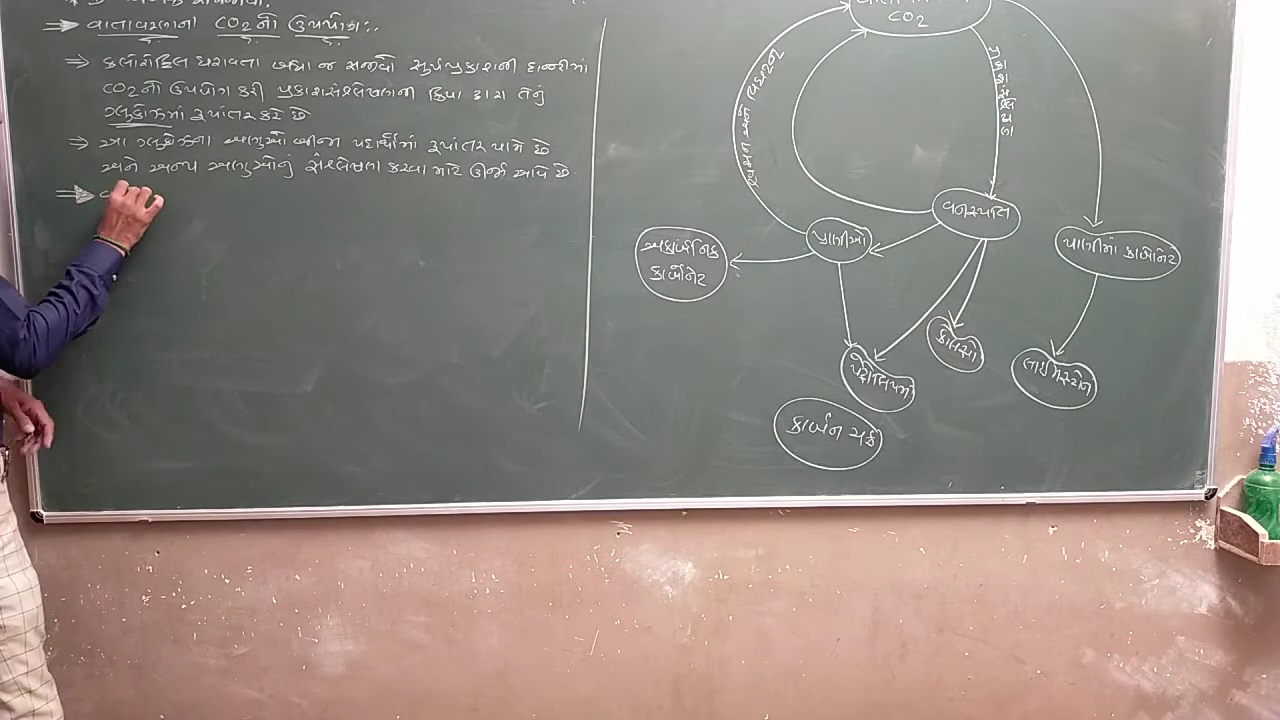 વાતાવરણના CO2 નો ઉપયોગ:.
⇒ ક્લોરોફિલ ધરાવતા બધા જ સજીવો સૂર્યપ્રકાશની હાજરીમાં
CO2 નો ઉપયોગ કરી પ્રકાશસંશ્લેષણની ક્રિયા દ્વારા તેનું
ગ્લુકોઝમાં રૂપાંતર કરે છે
⇒ આ ગ્લુકોઝના અણુઓ બીજા પદાર્થોમાં રૂપાંતર પામે છે.
અને અન્ય અણુઓનું સંશ્લેષણ કરવા માટે ઊર્જા આપે છે.
CO2
શ્વસન અને વિઘટન
પ્રકાશસંશ્લેષણ
વનસ્પતિ
પ્રાણીઓ
અકાર્બનિક
કાર્બોનેટ
પાણીમાં કાર્બોનેટ
કોલસા
પેટ્રોલિયમ
લાઈમસ્ટોન
કાર્બન ચક્ર